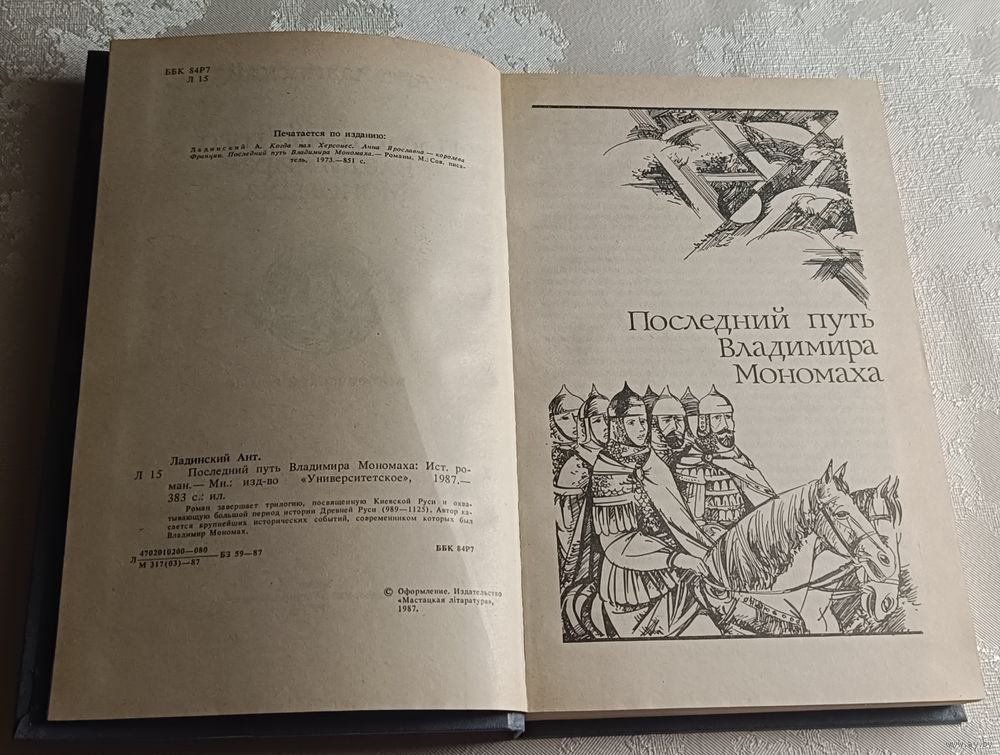 ББК 84Р7
Л 15
Печатается по изданию:
Ладинский А. Когда пал Херсонес. Анна Ярославна — королева
Франции. Последний путь Владимира Мономаха. — Романы. М.: Сов. писа-
тель, 1973.—851 с.
Ладинский Ант.
Л 15 Последний путь Владимира Мономаха: Ист. ро-
ман.— Мн.: изд-во «Университетское», 1987.—
383 с.: ил.
Роман завершает трилогию, посвященную Киевской Руси и охва-
тывающую большой период истории Древней Руси (989—1125). Автор ка-
сается крупнейших исторических событий, современником которых был
Владимир Мономах.
Л 4702010200—080 БЗ 59—87
М 317(03)—87
ББК 84Р7
© Оформление. Издательство
«Мастацкая літаратура»,
1987.
Последний путь
Владимира
Мономаха